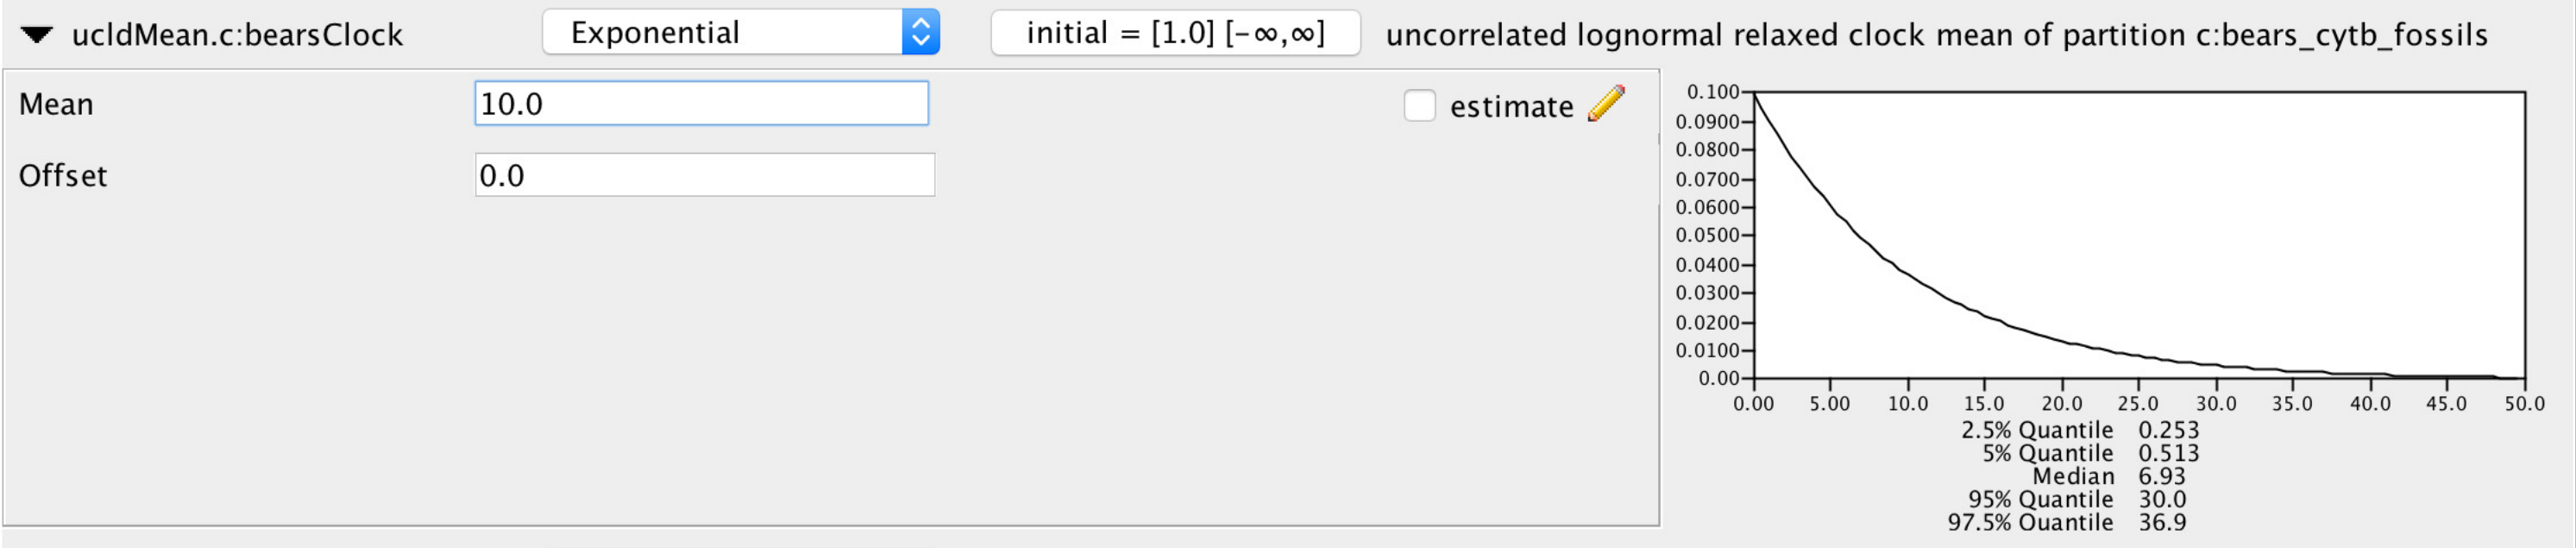 ucldMean.c:bearsClock Exponential initial = [1.0] [-∞,∞] uncorrelated lognormal relaxed clock mean of partition c:bears_cytb_fossils
Mean 10.0 estimate
Offset 0.0
0.100
0.0900
0.0800
0.0700
0.0600
0.0500
0.0400
0.0300
0.0200
0.0100
0.00
0.00 5.00 10.0 15.0 20.0 25.0 30.0 35.0 40.0 45.0 50.0
2.5% Quantile 0.253
5% Quantile 0.513
Median 6.93
95% Quantile 30.0
97.5% Quantile 36.9